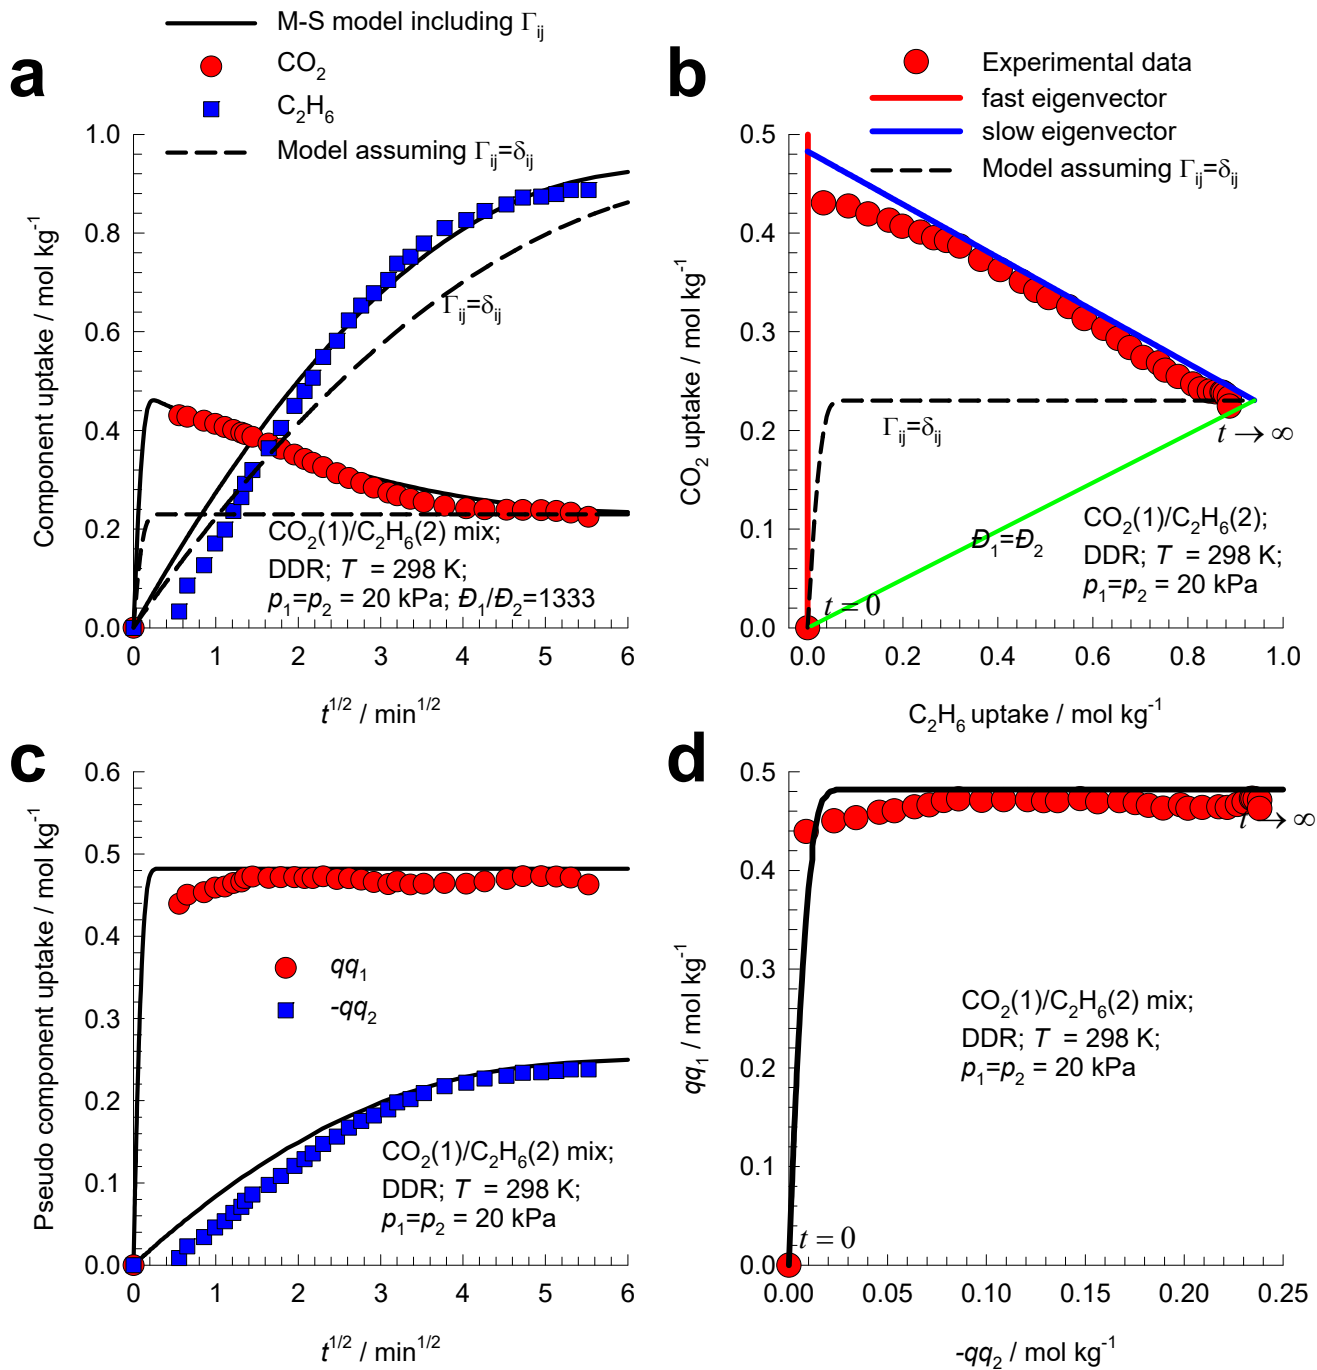 a
M-S model including Γij
CO2
C2H6
Model assuming Γij=δij
1.0
0.8
0.6
0.4
0.2
0.0
Component uptake / mol kg-1
Γij=δij
CO2(1)/C2H6(2) mix;
DDR; T = 298 K;
p1=p2 = 20 kPa; Đ1/Đ2=1333
0 1 2 3 4 5 6
t1/2 / min1/2
b
Experimental data
fast eigenvector
slow eigenvector
Model assuming Γij=δij
0.5
0.4
0.3
0.2
0.1
0.0
CO2 uptake / mol kg-1
Γij=δij
t → ∞
Đ1=Đ2
CO2(1)/C2H6(2);
DDR; T = 298 K;
p1=p2 = 20 kPa
t = 0
0.0 0.2 0.4 0.6 0.8 1.0
C2H6 uptake / mol kg-1
c
0.6
0.5
0.4
0.3
0.2
0.1
0.0
Pseudo component uptake / mol kg-1
qq1
-qq2
CO2(1)/C2H6(2) mix;
DDR; T = 298 K;
p1=p2 = 20 kPa
0 1 2 3 4 5 6
t1/2 / min1/2
d
0.5
0.4
0.3
0.2
0.1
0.0
qq1 / mol kg-1
t → ∞
CO2(1)/C2H6(2) mix;
DDR; T = 298 K;
p1=p2 = 20 kPa
t = 0
0.00 0.05 0.10 0.15 0.20 0.25
-qq2 / mol kg-1